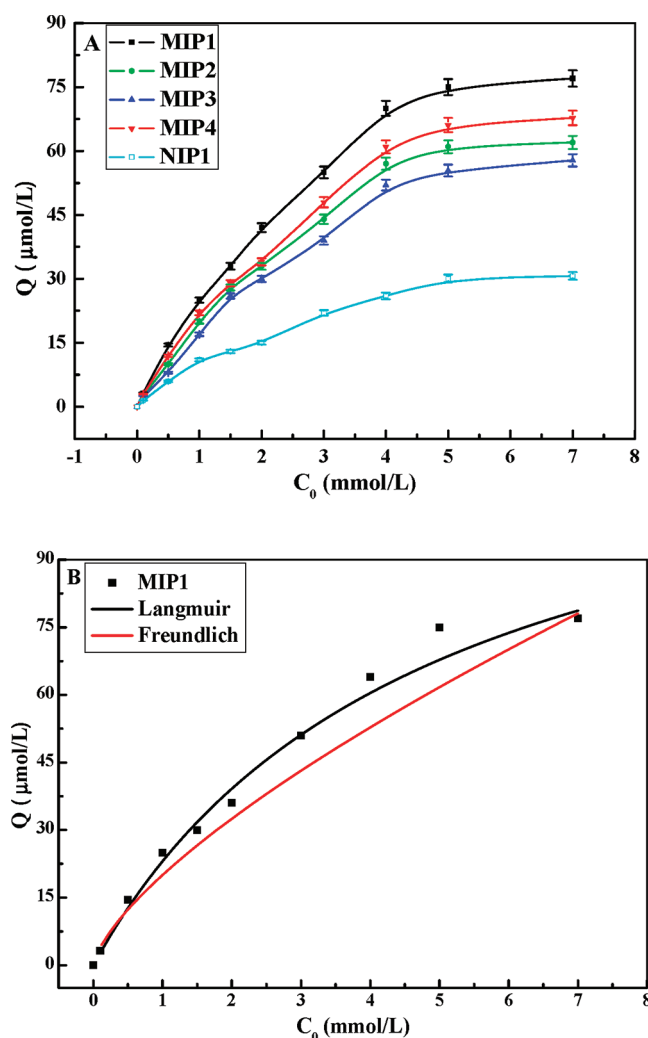 A
MIP1
MIP2
MIP3
MIP4
NIP1
Q ( μmol/L)
90
75
60
45
30
15
0
-1 0 1 2 3 4 5 6 7 8
C0 (mmol/L)
B
MIP1
Langmuir
Freundlich
Q ( μmol/L)
90
75
60
45
30
15
0
0 1 2 3 4 5 6 7 8
C0 (mmol/L)